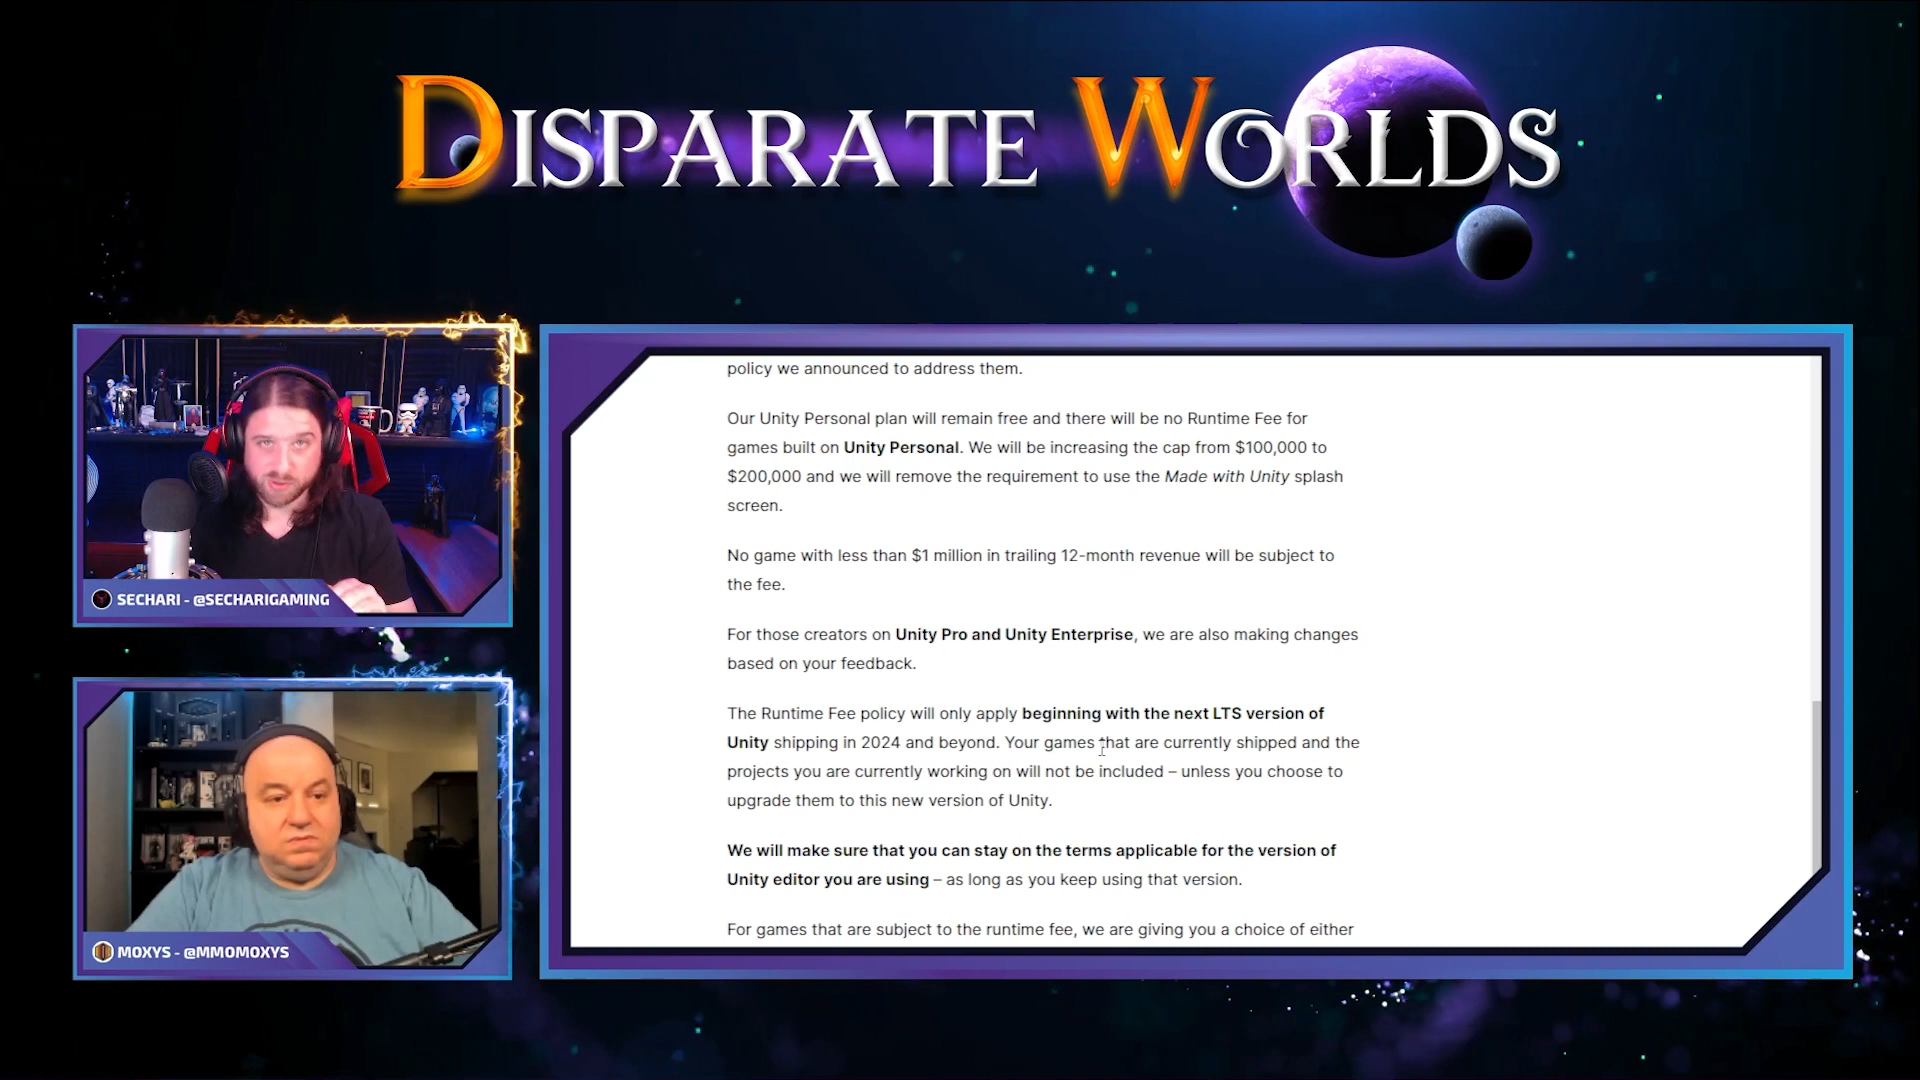 DISPARATE WORLDS
policy we announced to address them.
Our Unity Personal plan will remain free and there will be no Runtime Fee for
games built on Unity Personal. We will be increasing the cap from $100,000 to
$200,000 and we will remove the requirement to use the Made with Unity splash
screen.
No game with less than $1 million in trailing 12-month revenue will be subject to
the fee.
For those creators on Unity Pro and Unity Enterprise, we are also making changes
based on your feedback.
The Runtime Fee policy will only apply beginning with the next LTS version of
Unity shipping in 2024 and beyond. Your games that are currently shipped and the
projects you are currently working on will not be included – unless you choose to
upgrade them to this new version of Unity.
We will make sure that you can stay on the terms applicable for the version of
Unity editor you are using – as long as you keep using that version.
For games that are subject to the runtime fee, we are giving you a choice of either
SECHARI - @SECHARIGAMING
MOXYS - @MMOMOXYS